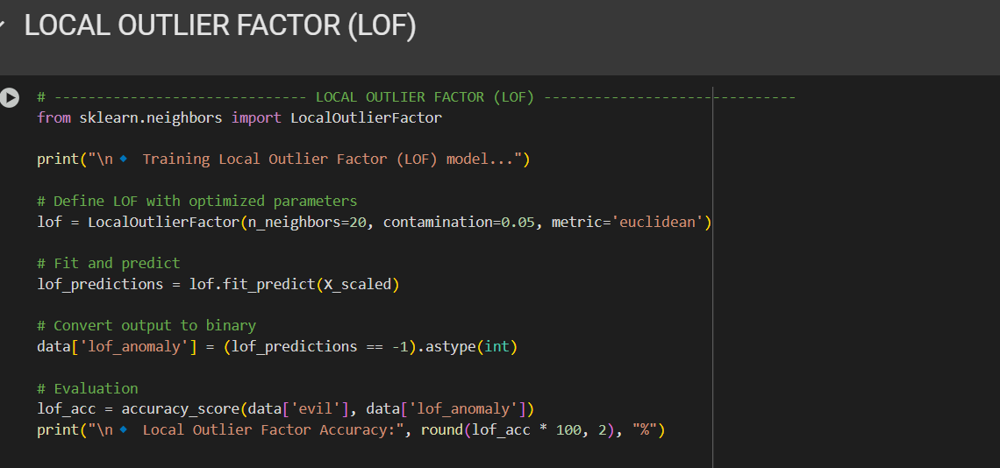 LOCAL OUTLIER FACTOR (LOF)
# ------------------------------ LOCAL OUTLIER FACTOR (LOF) ------------------------------
from sklearn.neighbors import LocalOutlierFactor
print("\n🔹 Training Local Outlier Factor (LOF) model...")
# Define LOF with optimized parameters
lof = LocalOutlierFactor(n_neighbors=20, contamination=0.05, metric='euclidean')
# Fit and predict
lof_predictions = lof.fit_predict(X_scaled)
# Convert output to binary
data['lof_anomaly'] = (lof_predictions == -1).astype(int)
# Evaluation
lof_acc = accuracy_score(data['evil'], data['lof_anomaly'])
print("\n🔹 Local Outlier Factor Accuracy:", round(lof_acc * 100, 2), "%")